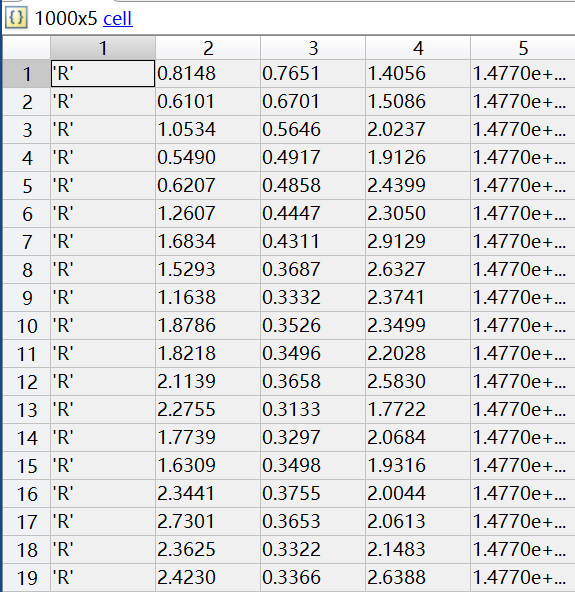 {} 1000x5 cell
1 2 3 4 5
1 'R' 0.8148 0.7651 1.4056 1.4770e+...
2 'R' 0.6101 0.6701 1.5086 1.4770e+...
3 'R' 1.0534 0.5646 2.0237 1.4770e+...
4 'R' 0.5490 0.4917 1.9126 1.4770e+...
5 'R' 0.6207 0.4858 2.4399 1.4770e+...
6 'R' 1.2607 0.4447 2.3050 1.4770e+...
7 'R' 1.6834 0.4311 2.9129 1.4770e+...
8 'R' 1.5293 0.3687 2.6327 1.4770e+...
9 'R' 1.1638 0.3332 2.3741 1.4770e+...
10 'R' 1.8786 0.3526 2.3499 1.4770e+...
11 'R' 1.8218 0.3496 2.2028 1.4770e+...
12 'R' 2.1139 0.3658 2.5830 1.4770e+...
13 'R' 2.2755 0.3133 1.7722 1.4770e+...
14 'R' 1.7739 0.3297 2.0684 1.4770e+...
15 'R' 1.6309 0.3498 1.9316 1.4770e+...
16 'R' 2.3441 0.3755 2.0044 1.4770e+...
17 'R' 2.7301 0.3653 2.0613 1.4770e+...
18 'R' 2.3625 0.3322 2.1483 1.4770e+...
19 'R' 2.4230 0.3366 2.6388 1.4770e+...